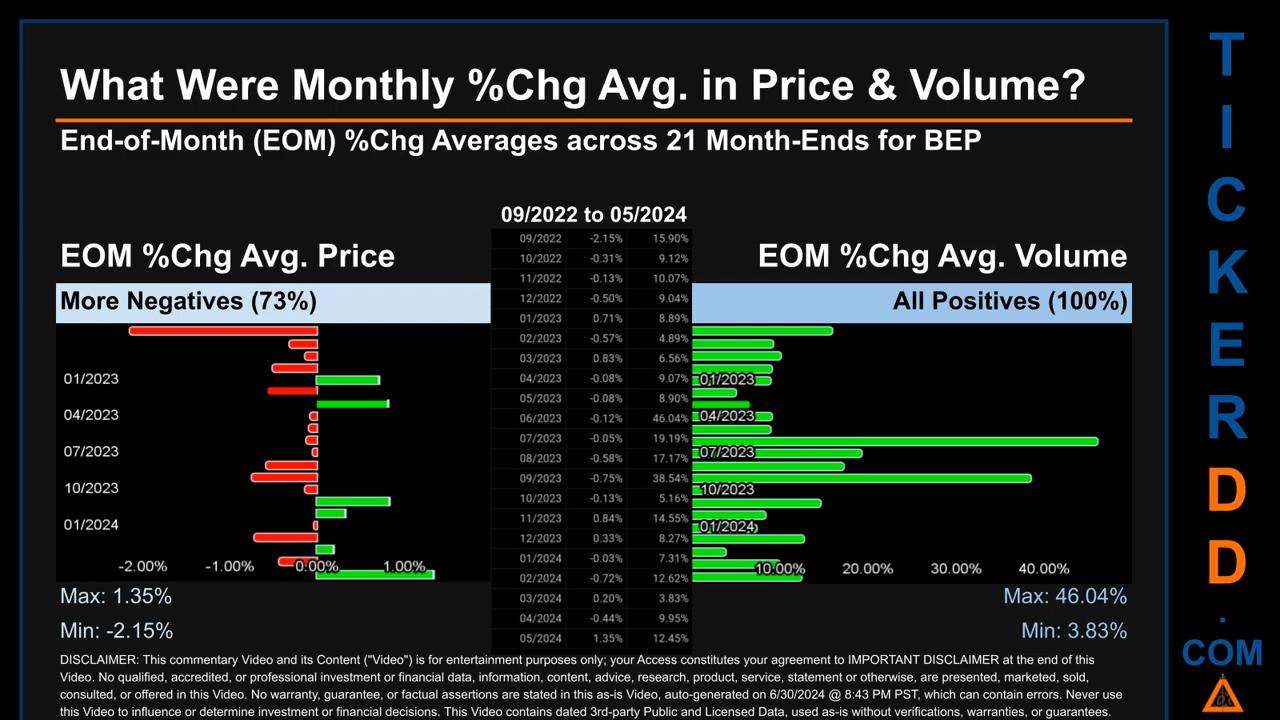 What Were Monthly %Chg Avg. in Price & Volume?
End-of-Month (EOM) %Chg Averages across 21 Month-Ends for BEP
09/2022 to 05/2024
EOM %Chg Avg. Price
EOM %Chg Avg. Volume
More Negatives (73%)
All Positives (100%)
09/2022 -2.15% 15.90%
10/2022 -0.31% 9.12%
11/2022 -0.13% 10.07%
12/2022 -0.50% 9.04%
01/2023 0.71% 8.89%
02/2023 -0.57% 4.89%
03/2023 0.83% 6.56%
04/2023 -0.08% 9.07%
05/2023 -0.08% 8.90%
06/2023 -0.12% 46.04%
07/2023 -0.05% 19.19%
08/2023 -0.58% 17.17%
09/2023 -0.75% 38.54%
10/2023 -0.13% 5.16%
11/2023 0.84% 14.55%
12/2023 0.33% 8.27%
01/2024 -0.03% 7.31%
02/2024 -0.72% 12.62%
03/2024 0.20% 3.83%
04/2024 -0.44% 9.95%
05/2024 1.35% 12.45%
01/2023
04/2023
07/2023
10/2023
01/2024
-2.00% -1.00% 0.00% 1.00%
01/2023
04/2023
07/2023
10/2023
01/2024
10.00% 20.00% 30.00% 40.00%
Max: 1.35%
Min: -2.15%
Max: 46.04%
Min: 3.83%
DISCLAIMER: This commentary Video and its Content ("Video") is for entertainment purposes only; your Access constitutes your agreement to IMPORTANT DISCLAIMER at the end of this
Video. No qualified, accredited, or professional investment or financial data, information, content, advice, research, product, service, statement or otherwise, are presented, marketed, sold,
consulted, or offered in this Video. No warranty, guarantee, or factual assertions are stated in this as-is Video, auto-generated on 6/30/2024 @ 8:43 PM PST, which can contain errors. Never use
this Video to influence or determine investment or financial decisions. This Video contains dated 3rd-party Public and Licensed Data, used as-is without verifications, warranties, or guarantees.
T
I
C
K
E
R
D
D
.
COM